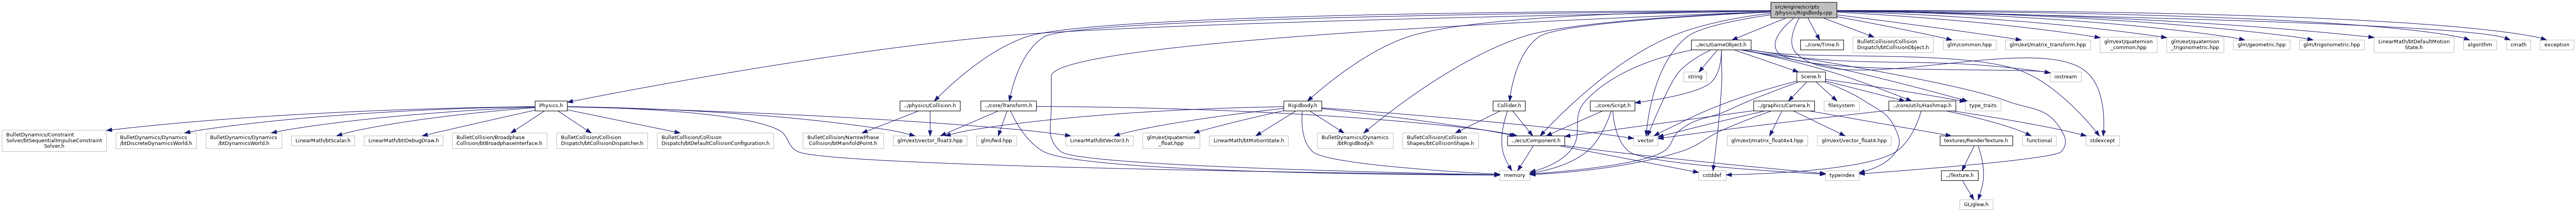 src/engine/scripts
/physics/Rigidbody.cpp
../ecs/GameObject.h
../core/Time.h
BulletCollision/Collision
Dispatch/btCollisionObject.h
glm/common.hpp
glm/ext/matrix_transform.hpp
glm/ext/quaternion
_common.hpp
glm/ext/quaternion
_trigonometric.hpp
glm/geometric.hpp
glm/trigonometric.hpp
LinearMath/btDefaultMotion
State.h
algorithm
cmath
exception
string
Scene.h
iostream
Physics.h
../physics/Collision.h
../core/Transform.h
Rigidbody.h
Collider.h
../core/Script.h
../graphics/Camera.h
filesystem
../core/utils/Hashmap.h
type_traits
BulletDynamics/Constraint
Solver/btSequentialImpulseConstraint
Solver.h
BulletDynamics/Dynamics
/btDiscreteDynamicsWorld.h
BulletDynamics/Dynamics
/btDynamicsWorld.h
LinearMath/btScalar.h
LinearMath/btIDebugDraw.h
BulletCollision/Broadphase
Collision/btBroadphaseInterface.h
BulletCollision/Collision
Dispatch/btCollisionDispatcher.h
BulletCollision/Collision
Dispatch/btDefaultCollisionConfiguration.h
BulletCollision/NarrowPhase
Collision/btManifoldPoint.h
glm/ext/vector_float3.hpp
glm/fwd.hpp
LinearMath/btVector3.h
glm/ext/quaternion
_float.hpp
LinearMath/btMotionState.h
BulletDynamics/Dynamics
/btRigidBody.h
BulletCollision/Collision
Shapes/btCollisionShape.h
../ecs/Component.h
vector
glm/ext/matrix_float4x4.hpp
glm/ext/vector_float4.hpp
textures/RenderTexture.h
functional
stdexcept
memory
cstddef
typeindex
../Texture.h
GL/glew.h